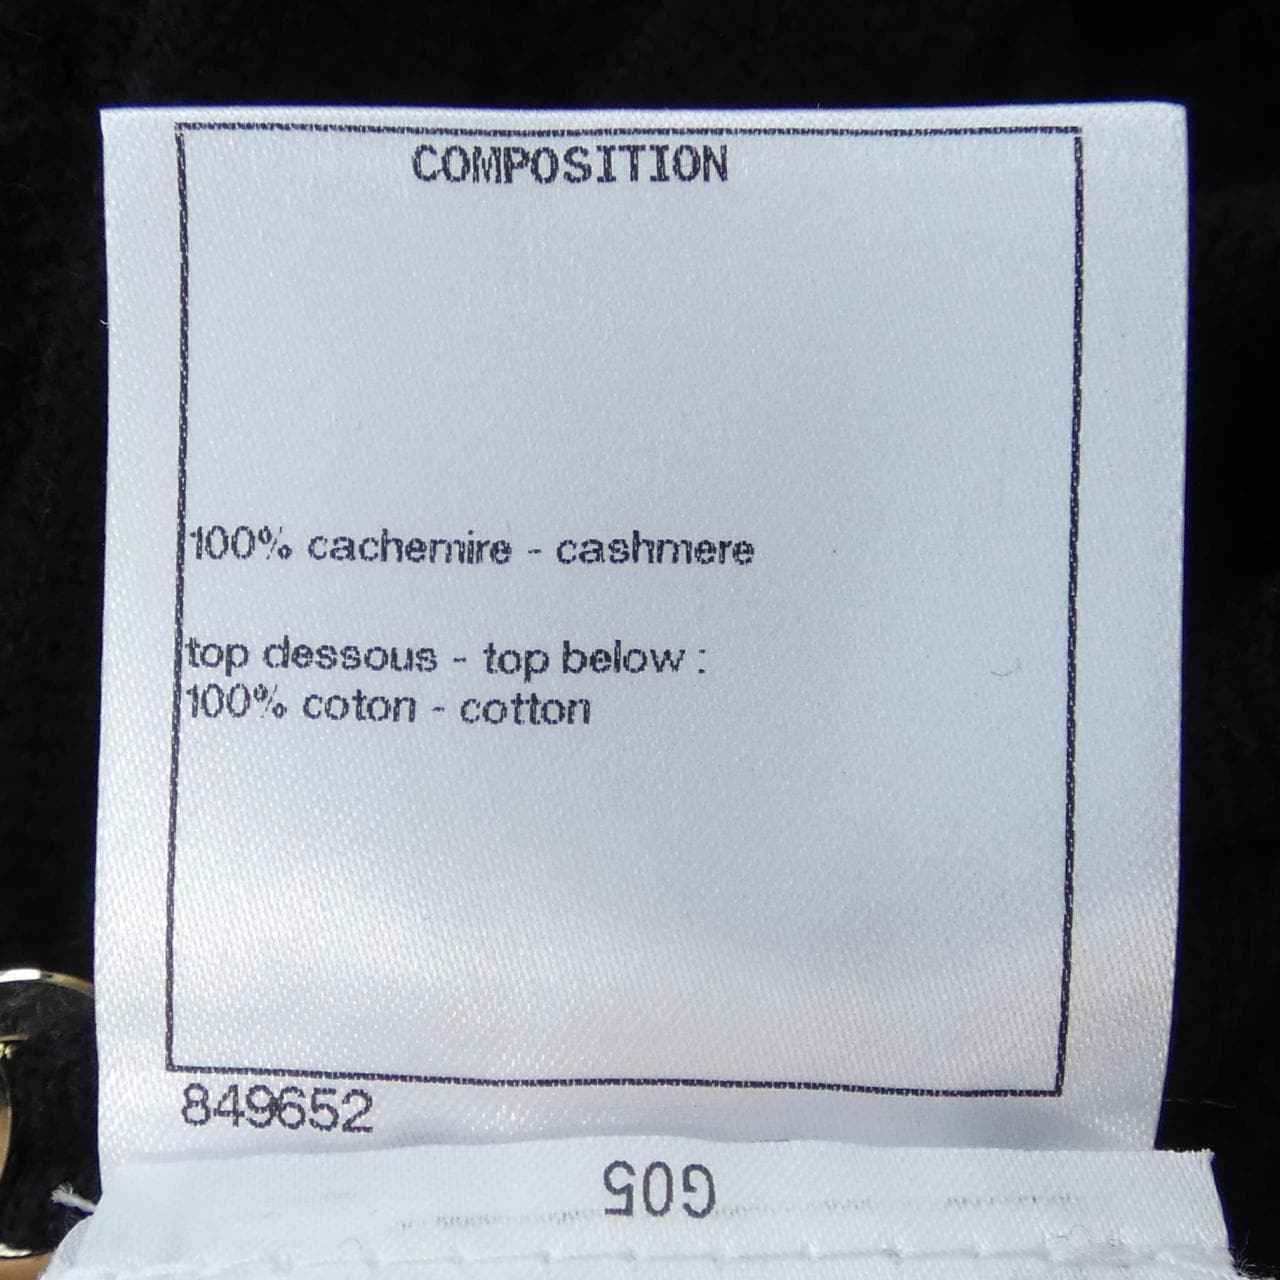 COMPOSITION
100% cachemire - cashmere
top dessous - top below :
100% coton - cotton
849652
G05